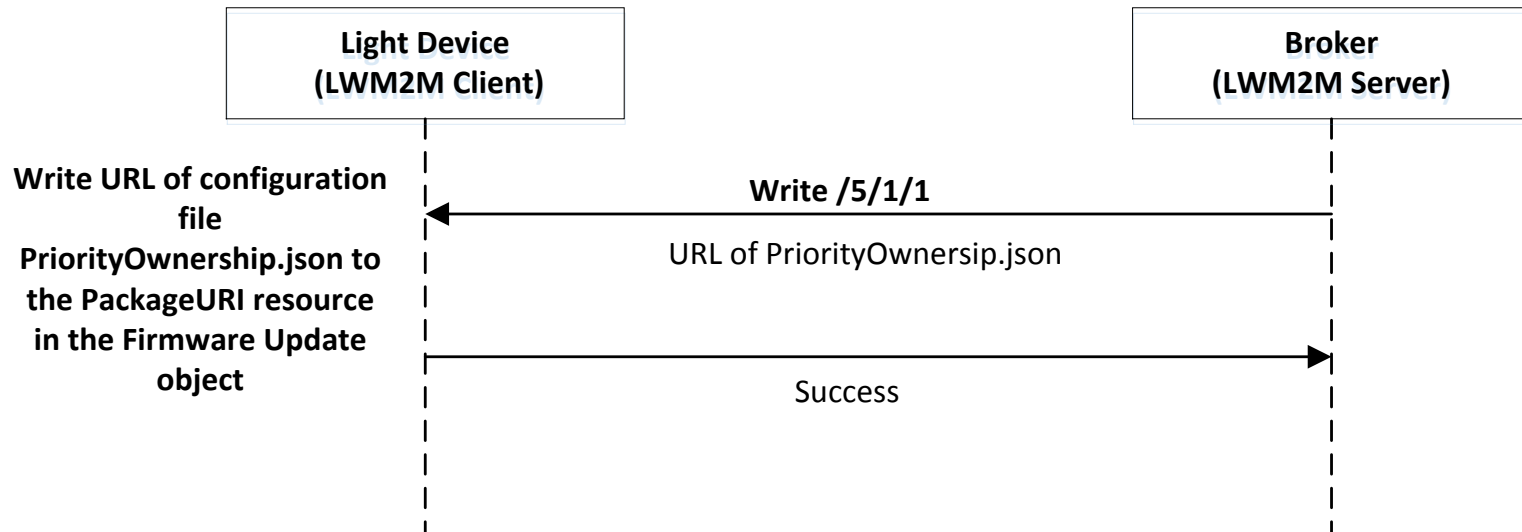 Light Device
(LWM2M Client)
Broker
(LWM2M Server)
Write URL of configuration
file
PriorityOwnership.json to
the PackageURI resource
in the Firmware Update
object
Write /5/1/1
URL of PriorityOwnersip.json
Success